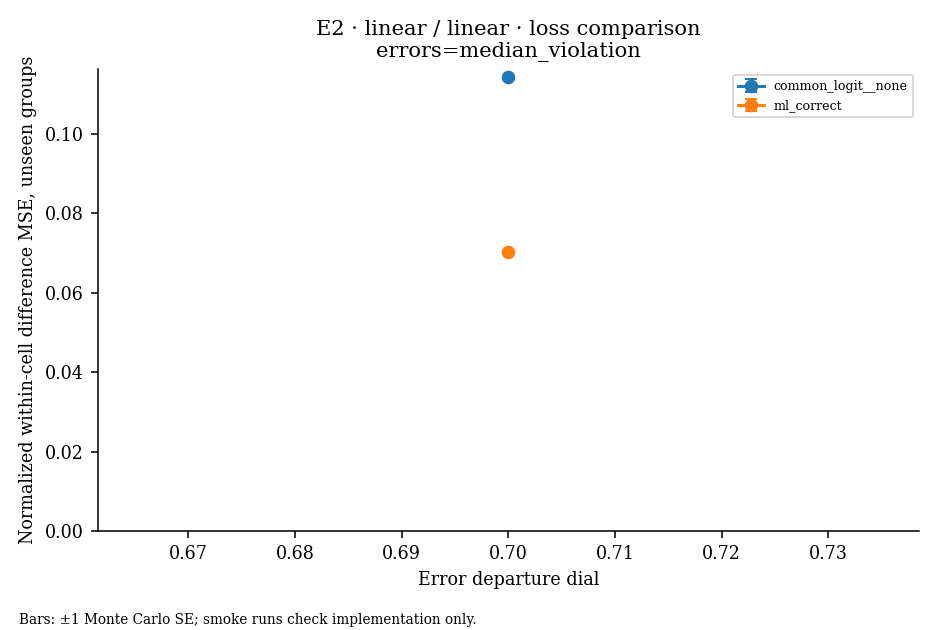 E2 · linear / linear · loss comparison
errors=median_violation
Normalized within-cell difference MSE, unseen groups
0.10
0.08
0.06
0.04
0.02
0.00
common_logit__none
ml_correct
0.67
0.68
0.69
0.70
0.71
0.72
0.73
Error departure dial
Bars: ±1 Monte Carlo SE; smoke runs check implementation only.